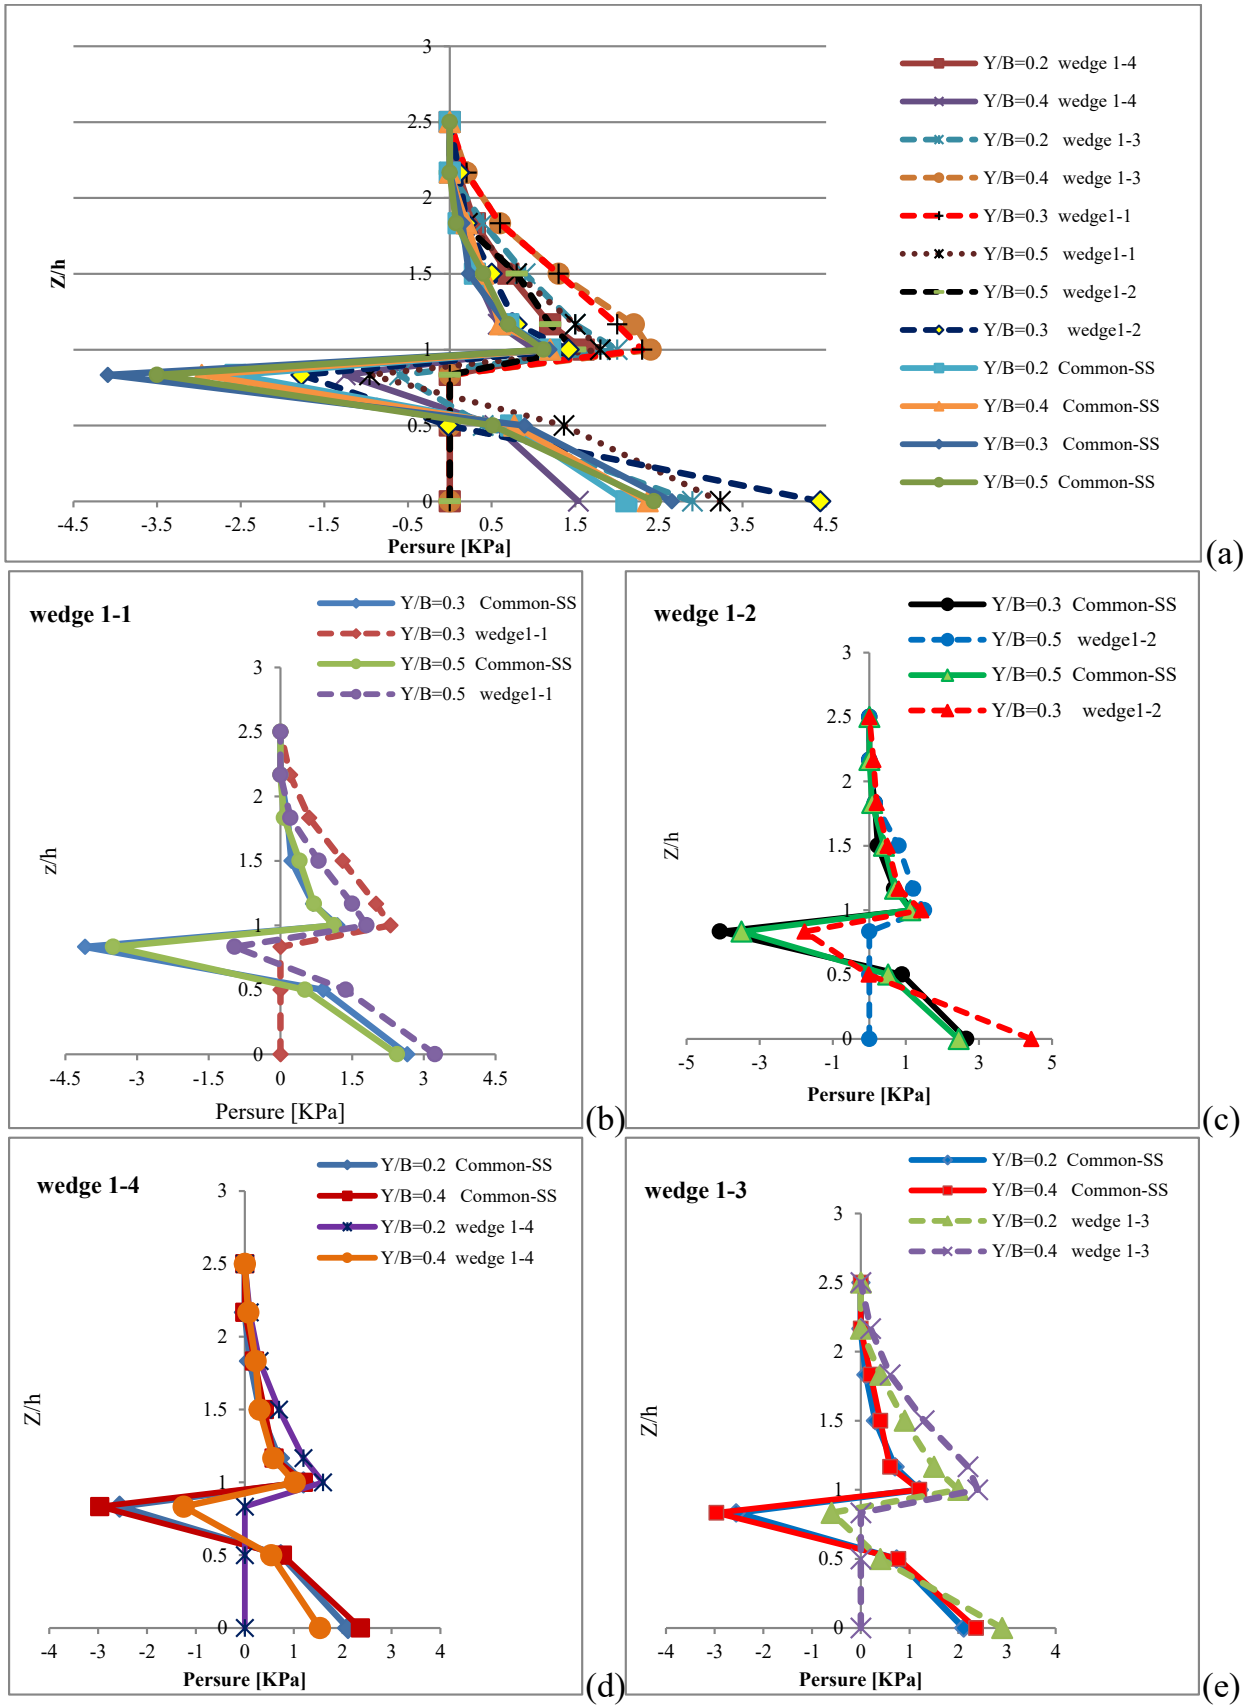 3
2.5
2
1.5
1
0.5
0
-4.5 -3.5 -2.5 -1.5 -0.5 0.5 1.5 2.5 3.5 4.5
Z/h
Persure [KPa]
Y/B=0.2 wedge 1-4
Y/B=0.4 wedge 1-4
Y/B=0.2 wedge 1-3
Y/B=0.4 wedge 1-3
Y/B=0.3 wedge1-1
Y/B=0.5 wedge1-1
Y/B=0.5 wedge1-2
Y/B=0.3 wedge1-2
Y/B=0.2 Common-SS
Y/B=0.4 Common-SS
Y/B=0.3 Common-SS
Y/B=0.5 Common-SS
(a)
wedge 1-1
Y/B=0.3 Common-SS
Y/B=0.3 wedge1-1
Y/B=0.5 Common-SS
Y/B=0.5 wedge1-1
3
2.5
2
1.5
1
0.5
0
z/h
-4.5 -3 -1.5 0 1.5 3 4.5
Persure [KPa]
(b)
wedge 1-2
Y/B=0.3 Common-SS
Y/B=0.5 wedge1-2
Y/B=0.5 Common-SS
Y/B=0.3 wedge1-2
3
2.5
2
1.5
1
0.5
0
Z/h
-5 -3 -1 1 3 5
Persure [KPa]
(c)
wedge 1-4
Y/B=0.2 Common-SS
Y/B=0.4 Common-SS
Y/B=0.2 wedge 1-4
Y/B=0.4 wedge 1-4
3
2.5
2
1.5
1
0.5
0
Z/h
-4 -3 -2 -1 0 1 2 3 4
Persure [KPa]
(d)
wedge 1-3
Y/B=0.2 Common-SS
Y/B=0.4 Common-SS
Y/B=0.2 wedge 1-3
Y/B=0.4 wedge 1-3
3
2.5
2
1.5
1
0.5
0
Z/h
-4 -3 -2 -1 0 1 2 3 4
Persure [KPa]
(e)